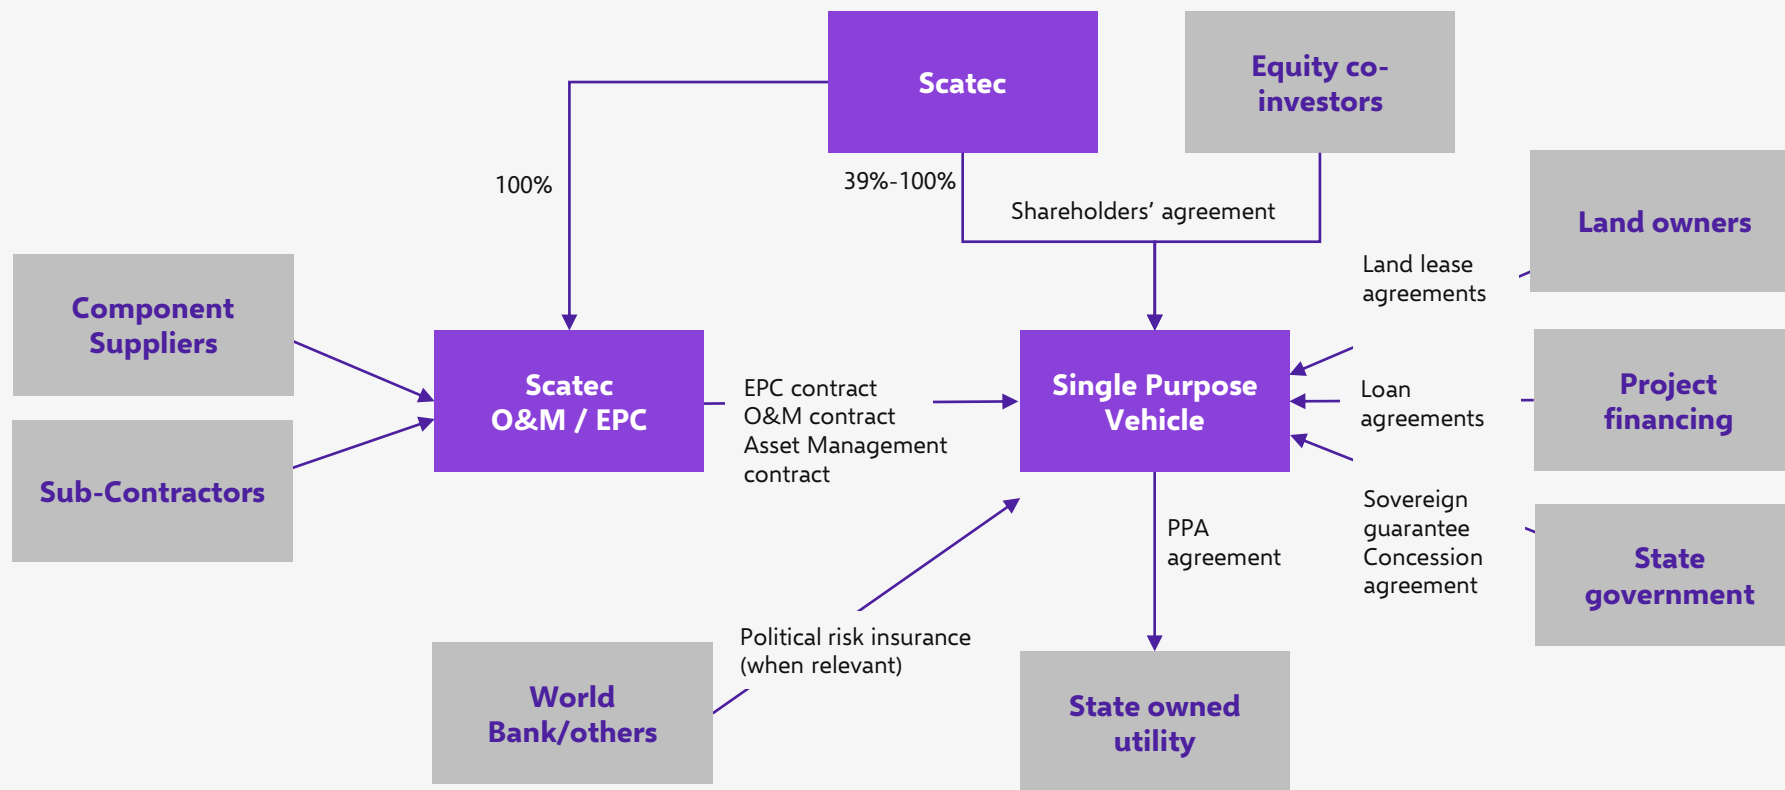 Scatec
Equity co-
investors
100%
39%-100%
Shareholders’ agreement
Land owners
Land lease
agreements
Component
Suppliers
Scatec
O&M / EPC
EPC contract
O&M contract
Asset Management
contract
Single Purpose
Vehicle
Loan
agreements
Project
financing
Sub-Contractors
Sovereign
guarantee
Concession
agreement
PPA
agreement
State
government
Political risk insurance
(when relevant)
World
Bank/others
State owned
utility